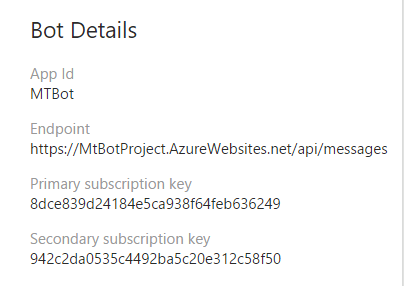 Bot Details
App Id
MTBot
Endpoint
https://MtBotProject.AzureWebsites.net/api/messages
Primary subscription key
8dce839d24184e5ca938f64feb636249
Secondary subscription key
942c2da0535c4492ba5c20e312c58f50